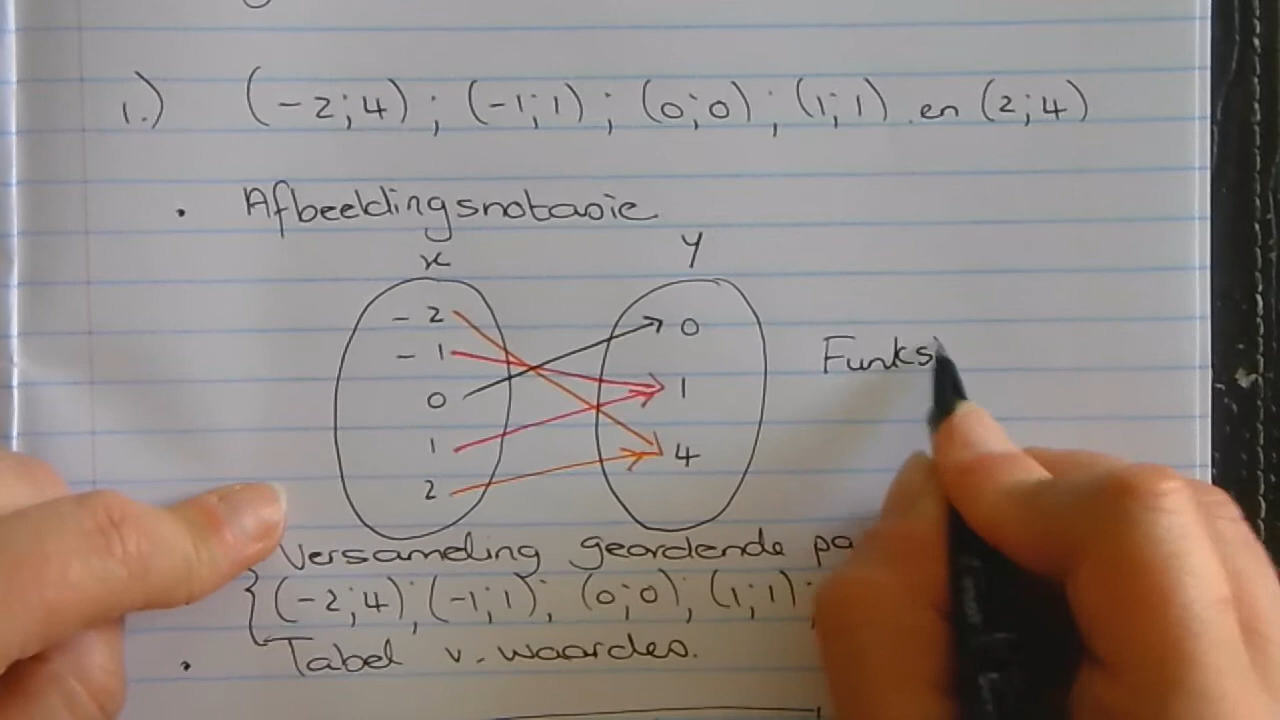 1.) (-2;4) ; (-1;1) ; (0;0) ; (1;1) en (2;4)
• Afbeeldingsnotasie
x y
-2 0
-1 1
0 4
1
2
Funks
Versameling geordende pa
{(-2;4);(-1;1); (0;0); (1;1);
• Tabel v. waardes.